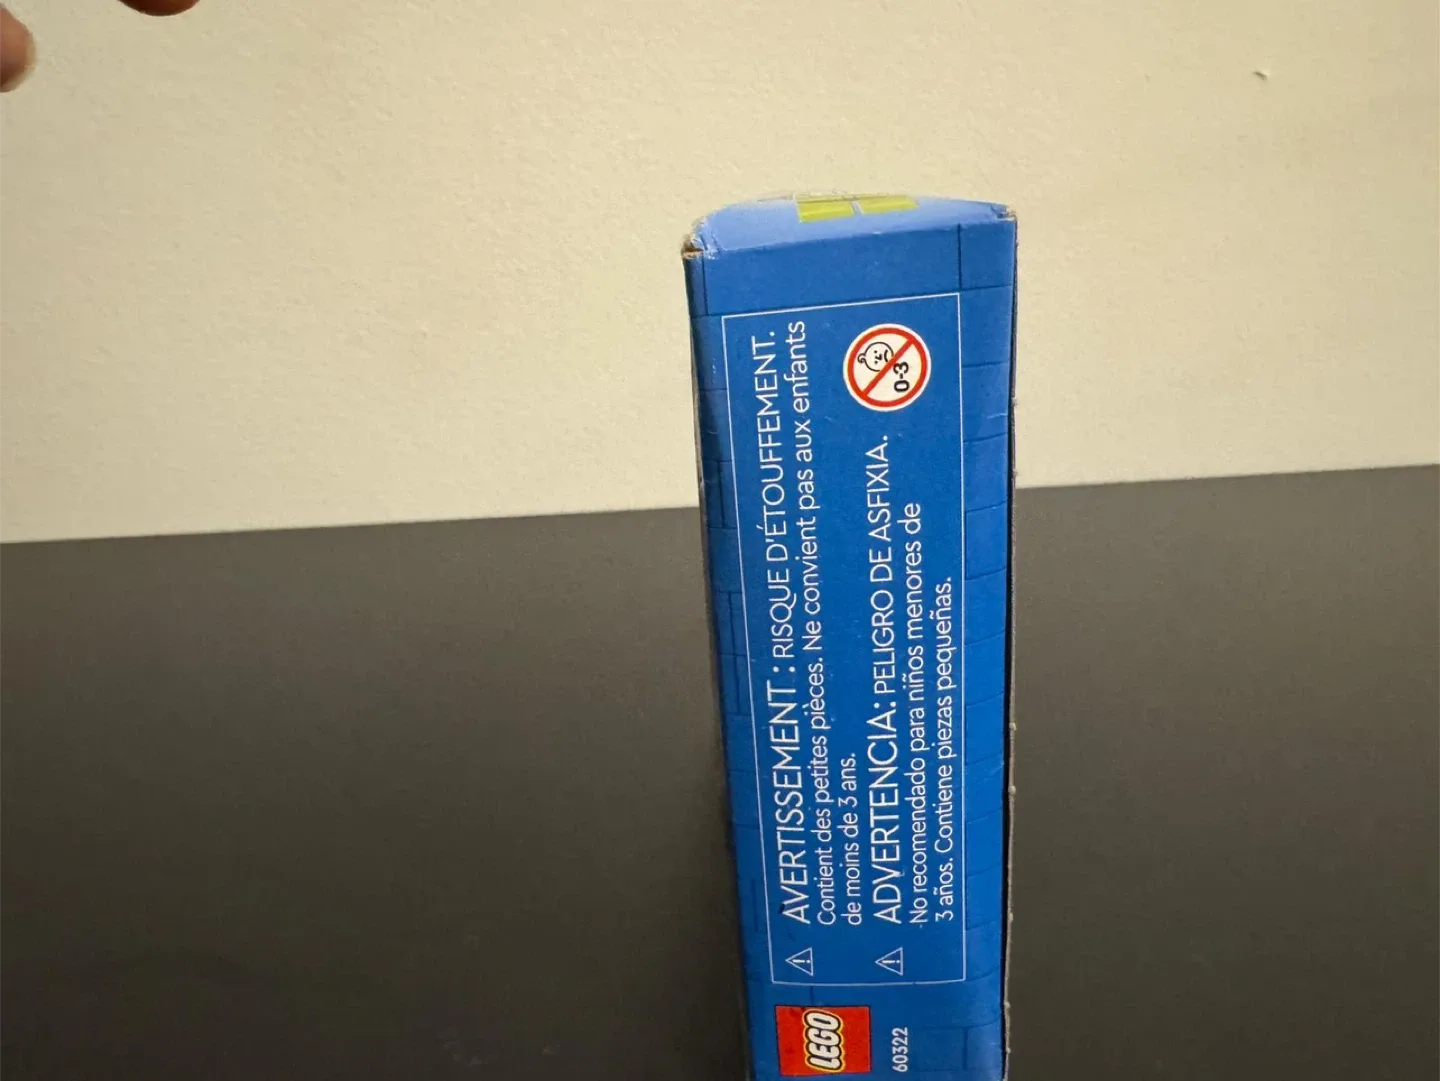 LEGO
60322
AVERTISSEMENT : RISQUE D'ÉTOUFFEMENT.
Contient des petites pièces. Ne convient pas aux enfants
de moins de 3 ans.
ADVERTENCIA: PELIGRO DE ASFIXIA.
No recomendado para niños menores de
3 años. Contiene piezas pequeñas.
0-3